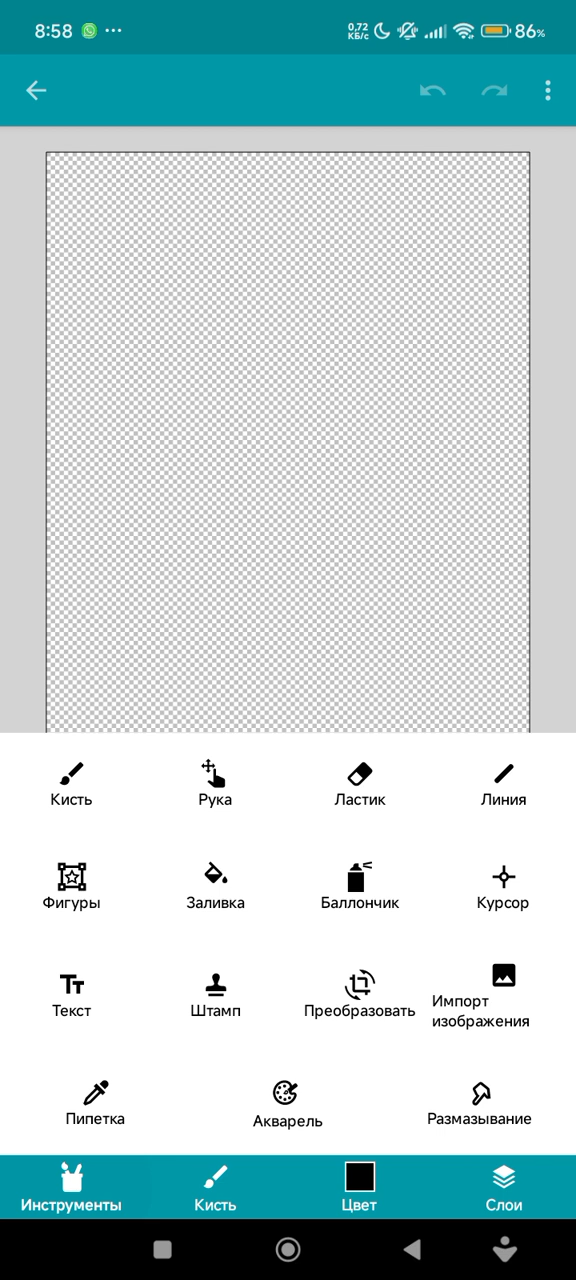 8:58 ... 0,72 КБ/с 86%
Кисть Рука Ластик Линия
Фигуры Заливка Баллончик Курсор
Текст Штамп Преобразовать Импорт изображения
Пипетка Акварель Размазывание
Инструменты Кисть Цвет Слои